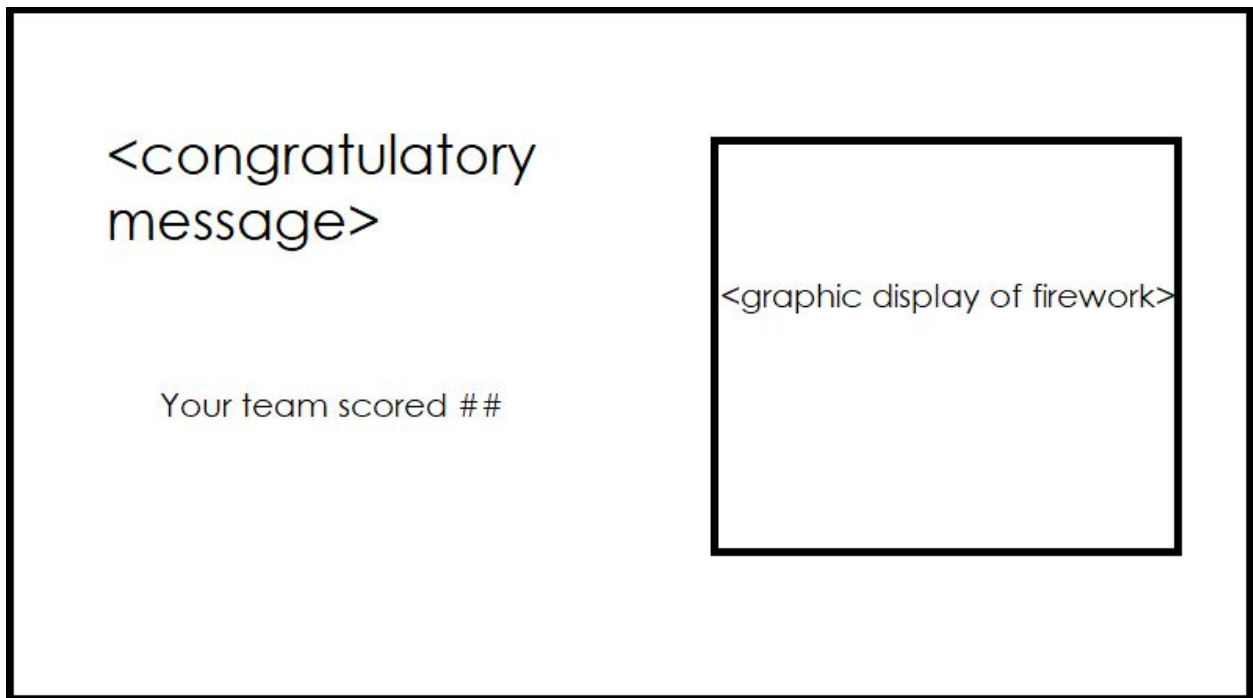 <congratulatory
message>
<graphic display of firework>
Your team scored ##